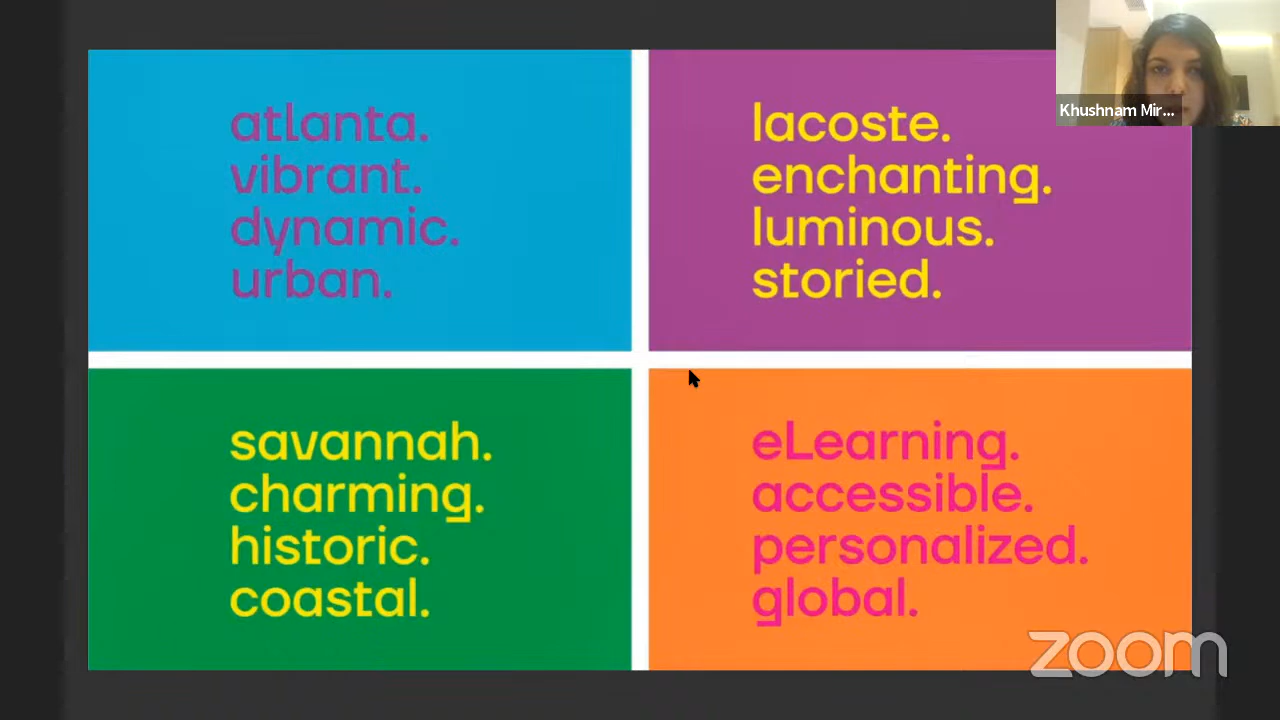 atlanta.
vibrant.
dynamic.
urban.
lacoste.
enchanting.
luminous.
storied.
Khushnam Mir...
savannah.
charming.
historic.
coastal.
eLearning.
accessible.
personalized.
global.
zoom